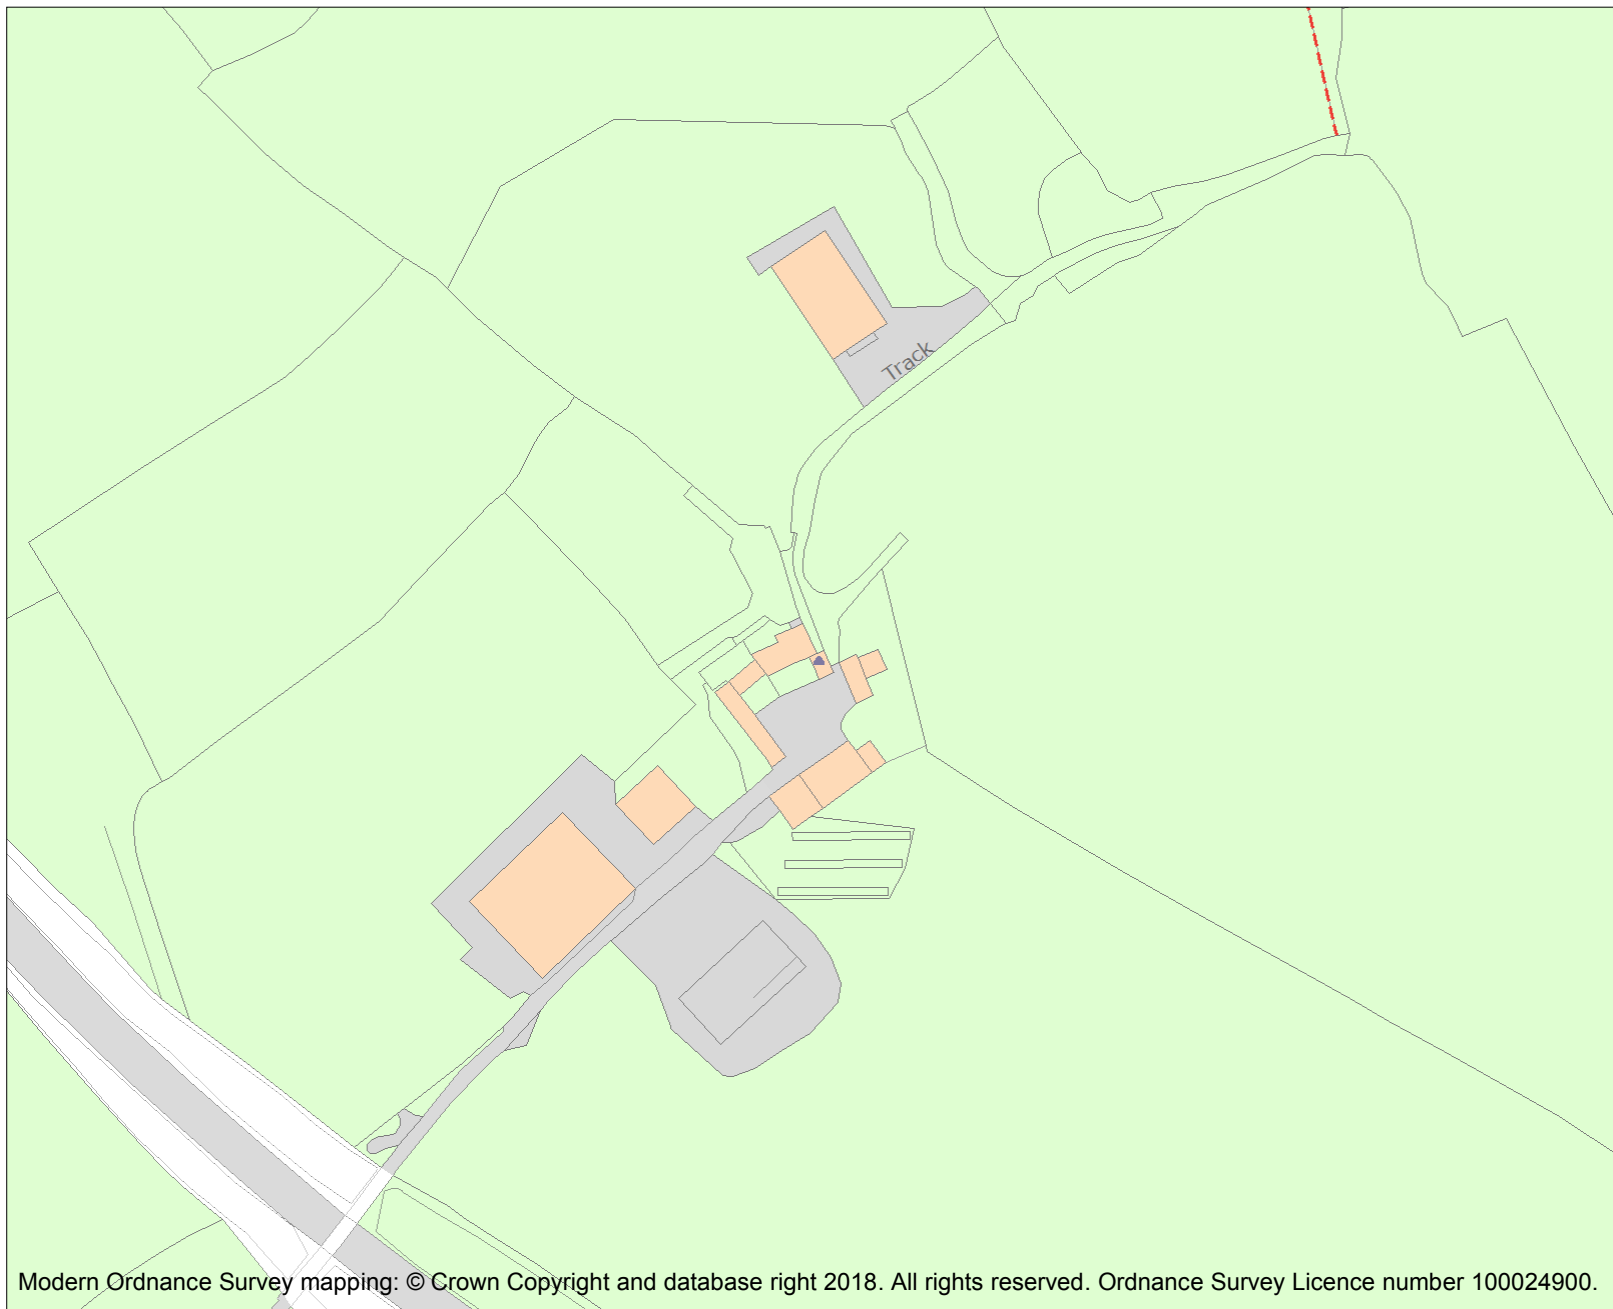 Track
Modern Ordnance Survey mapping: © Crown Copyright and database right 2018. All rights reserved. Ordnance Survey Licence number 100024900.